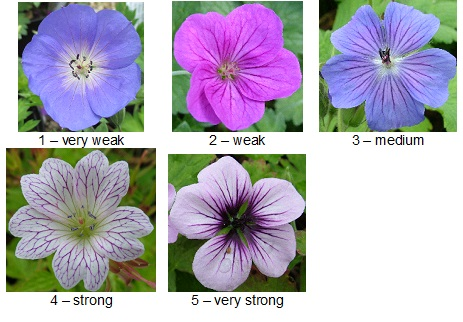 1 – very weak
2 – weak
3 – medium
4 – strong
5 – very strong